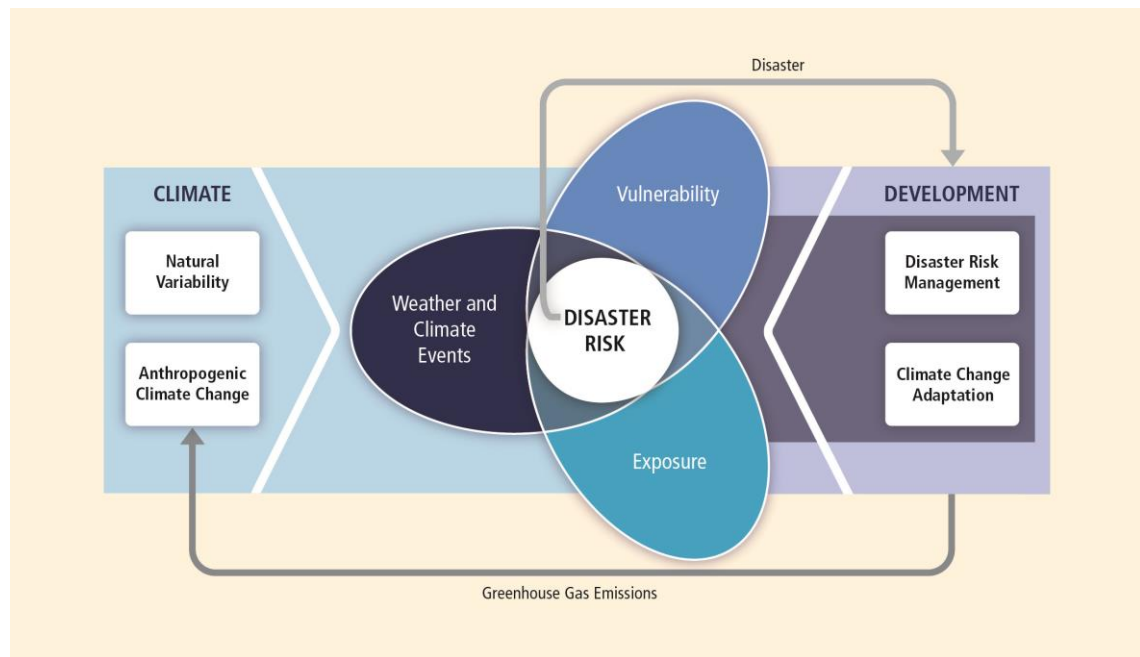 Disaster
CLIMATE
Natural
Variability
Anthropogenic
Climate Change
Weather and
Climate
Events
Vulnerability
DISASTER
RISK
Exposure
DEVELOPMENT
Disaster Risk
Management
Climate Change
Adaptation
Greenhouse Gas Emissions